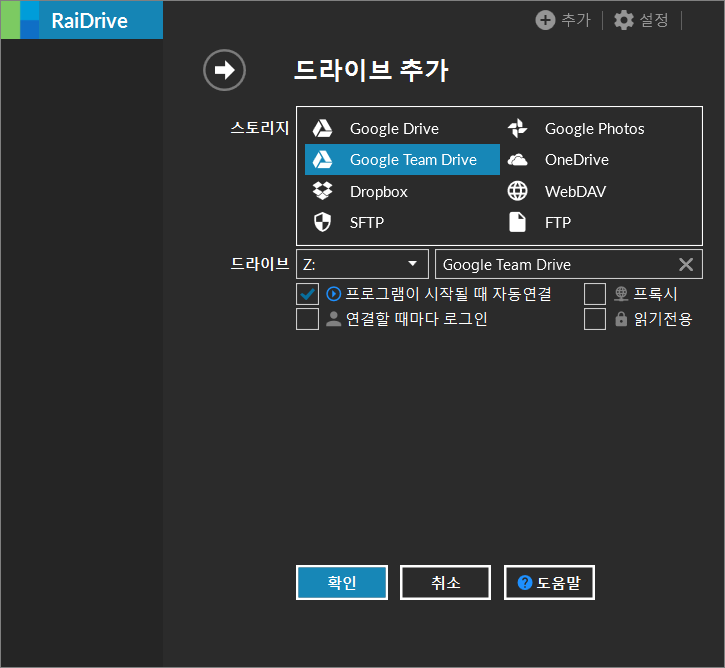 RaiDrive
추가
설정
드라이브 추가
스토리지
Google Drive
Google Photos
Google Team Drive
OneDrive
Dropbox
WebDAV
SFTP
FTP
드라이브
Z:
Google Team Drive
프로그램이 시작될 때 자동연결
프록시
연결할 때마다 로그인
읽기전용
확인
취소
? 도움말